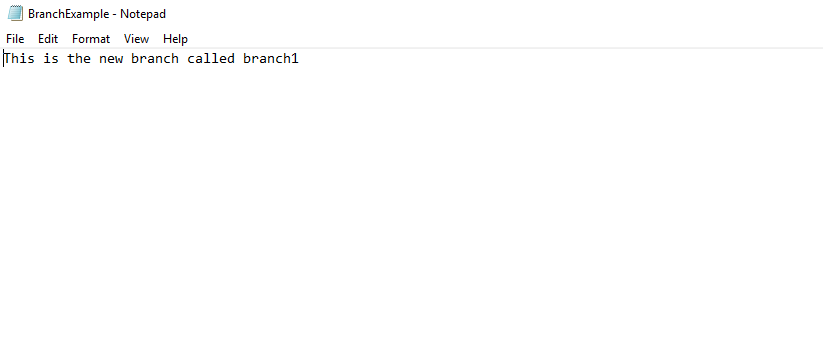 BranchExample - Notepad
File Edit Format View Help
This is the new branch called branch1